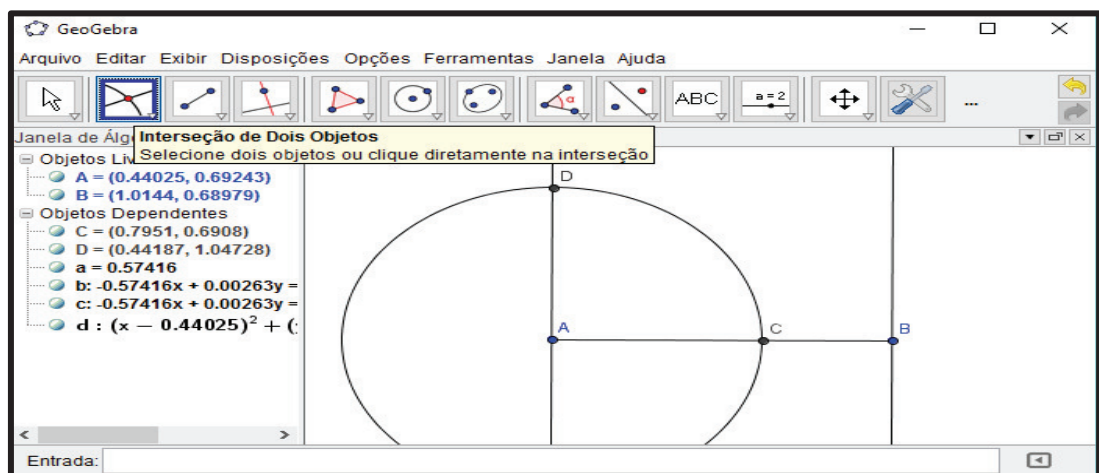 GeoGebra
Arquivo Editar Exibir Disposições Opções Ferramentas Janela Ajuda
ABC
a = 2
α
...
Janela de Álg
Interseção de Dois Objetos
Selecione dois objetos ou clique diretamente na interseção
Objetos Liv
A = (0.44025, 0.69243)
B = (1.0144, 0.68979)
Objetos Dependentes
C = (0.7951, 0.6908)
D = (0.44187, 1.04728)
a = 0.57416
b: -0.57416x + 0.00263y =
c: -0.57416x + 0.00263y =
d : (x − 0.44025)² + (
D
A
C
B
Entrada: